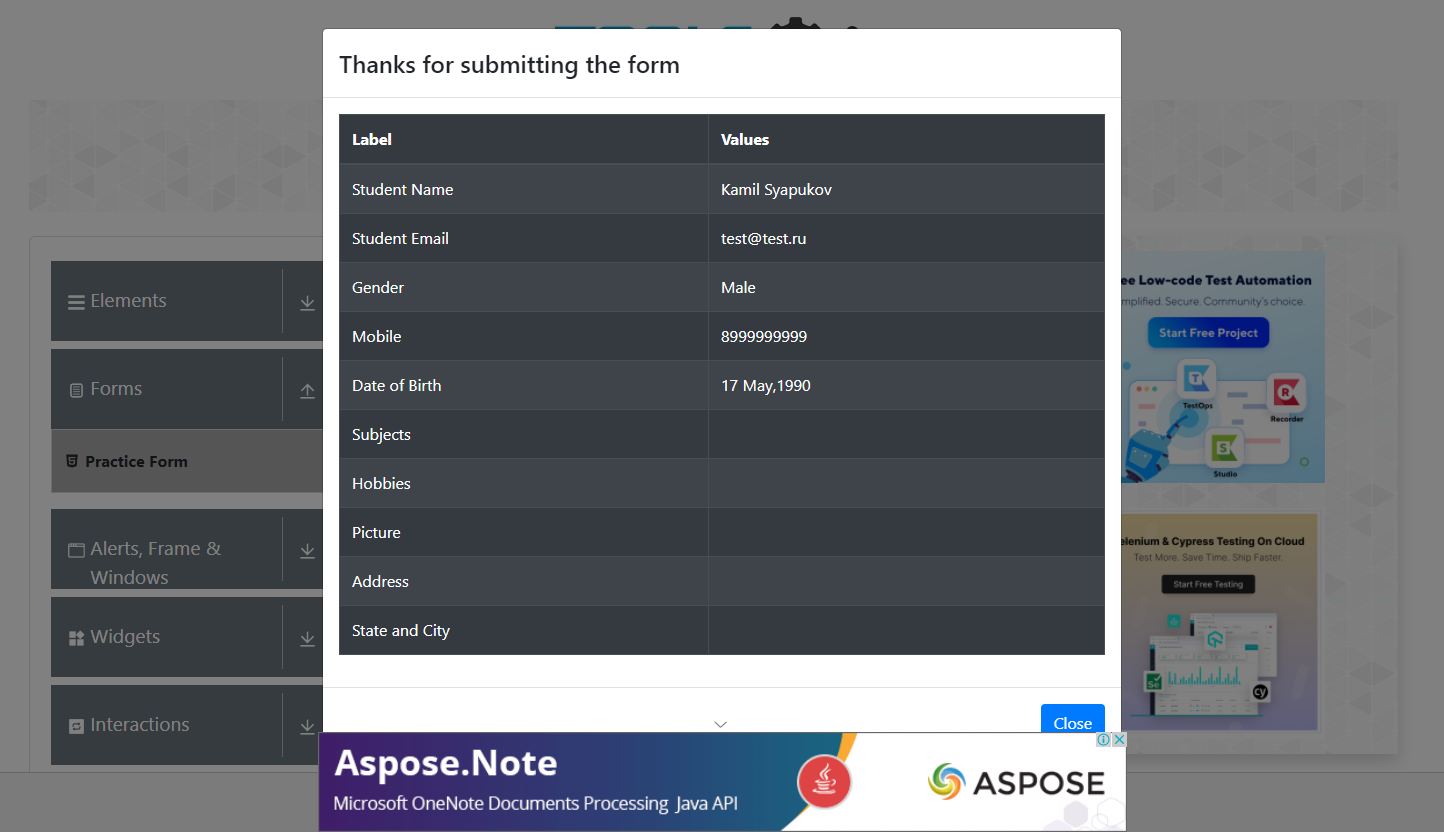 Thanks for submitting the form
Label Values
Student Name Kamil Syapukov
Student Email test@test.ru
Gender Male
Mobile 8999999999
Date of Birth 17 May,1990
Subjects
Hobbies
Picture
Address
State and City
Close
Elements
Forms
Practice Form
Alerts, Frame &
Windows
Widgets
Interactions
Low-code Test Automation
Secure. Community's choice.
Start Free Project
TestOps
Recorder
Studio
& Cypress Testing On Cloud
Test More. Save Time. Ship Faster.
Start Free Testing
Se
cy
Aspose.Note
Microsoft OneNote Documents Processing Java API
ASPOSE